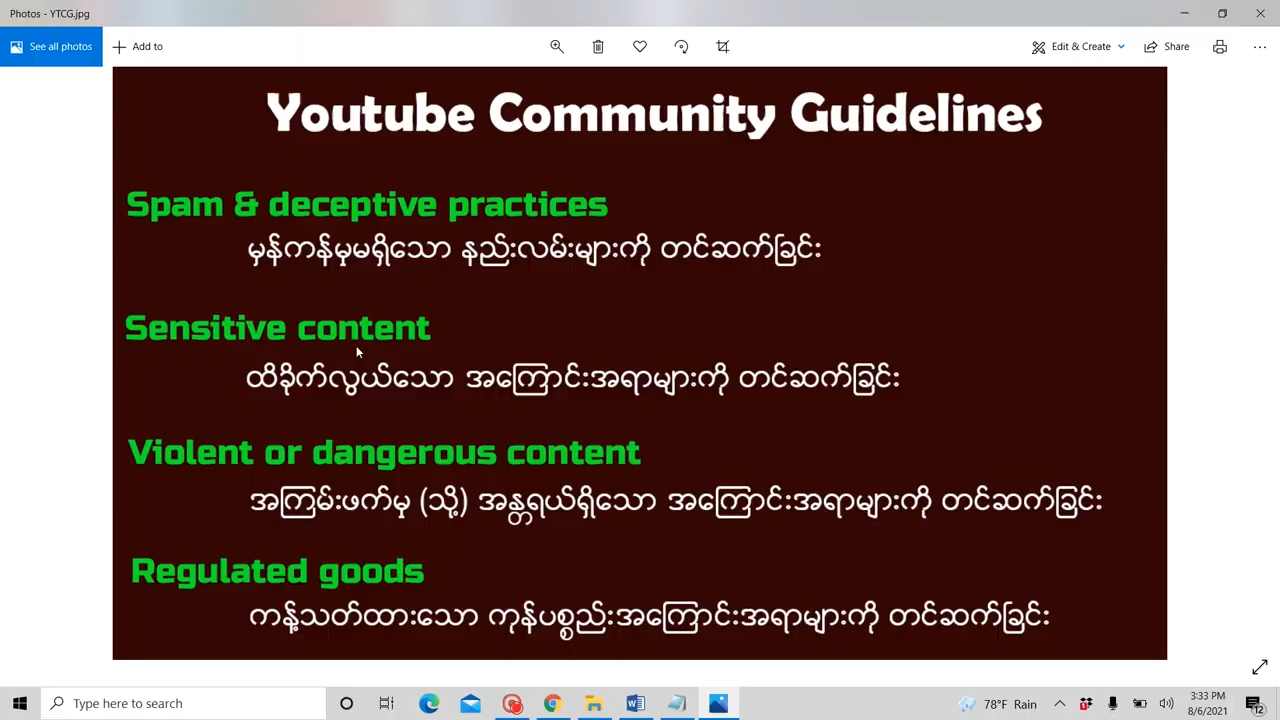 Photos - YTCG.jpg
See all photos
Add to
Edit & Create
Share
Youtube Community Guidelines
Spam & deceptive practices
မှန်ကန်မှုမရှိသော နည်းလမ်းများကို တင်ဆက်ခြင်း
Sensitive content
ထိခိုက်လွယ်သော အကြောင်းအရာများကို တင်ဆက်ခြင်း
Violent or dangerous content
အကြမ်းဖက်မှု (သို့) အန္တရယ်ရှိသော အကြောင်းအရာများကို တင်ဆက်ခြင်း
Regulated goods
ကန့်သတ်ထားသော ကုန်ပစ္စည်းအကြောင်းအရာများကို တင်ဆက်ခြင်း
Type here to search
78°F Rain
3:33 PM
8/6/2021
12